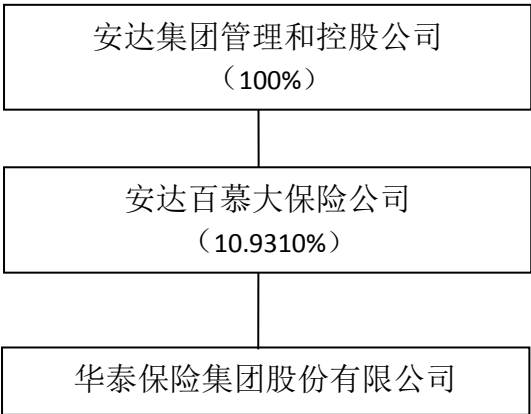 安达集团管理和控股公司
（100%）
安达百慕大保险公司
（10.9310%）
华泰保险集团股份有限公司